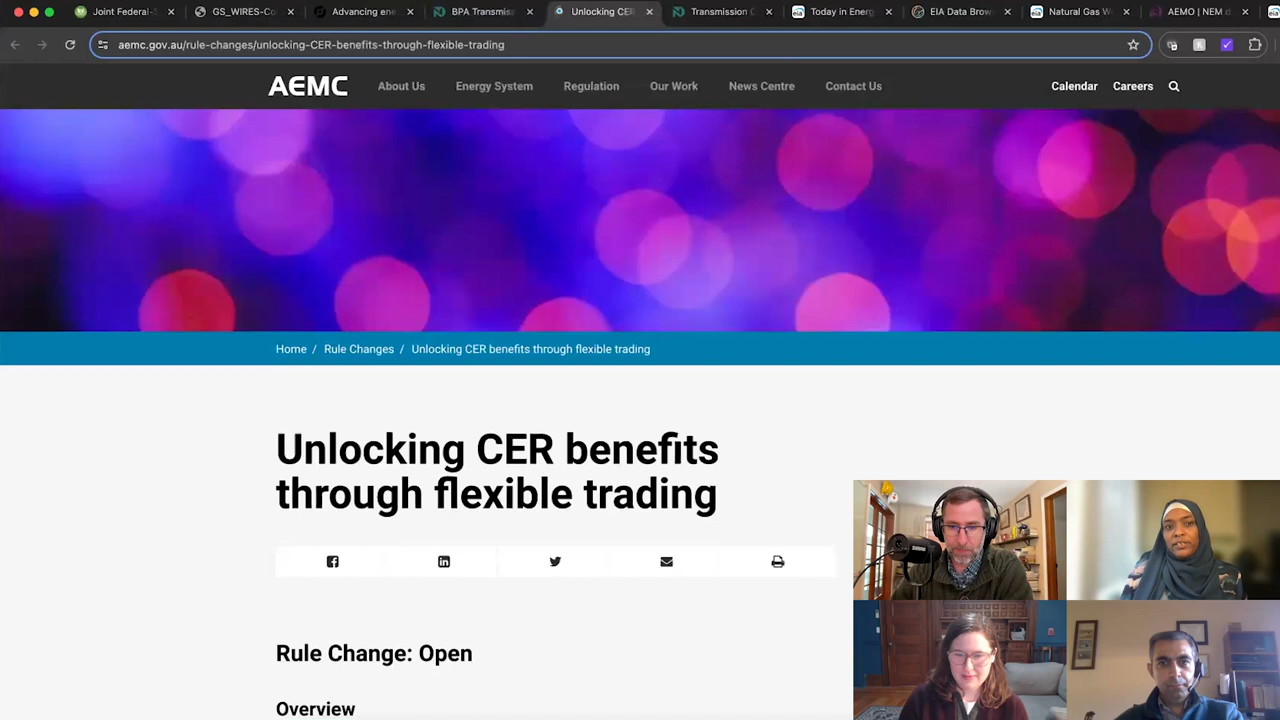 Joint Federal-S
GS_WIRES-Co
Advancing ene
BPA Transmiss
Unlocking CER
Transmission C
Today in Energ
EIA Data Brow
Natural Gas W
AEMO | NEM d
aemc.gov.au/rule-changes/unlocking-CER-benefits-through-flexible-trading
AEMC
About Us
Energy System
Regulation
Our Work
News Centre
Contact Us
Calendar
Careers
Home / Rule Changes / Unlocking CER benefits through flexible trading
Unlocking CER benefits
through flexible trading
Rule Change: Open
Overview